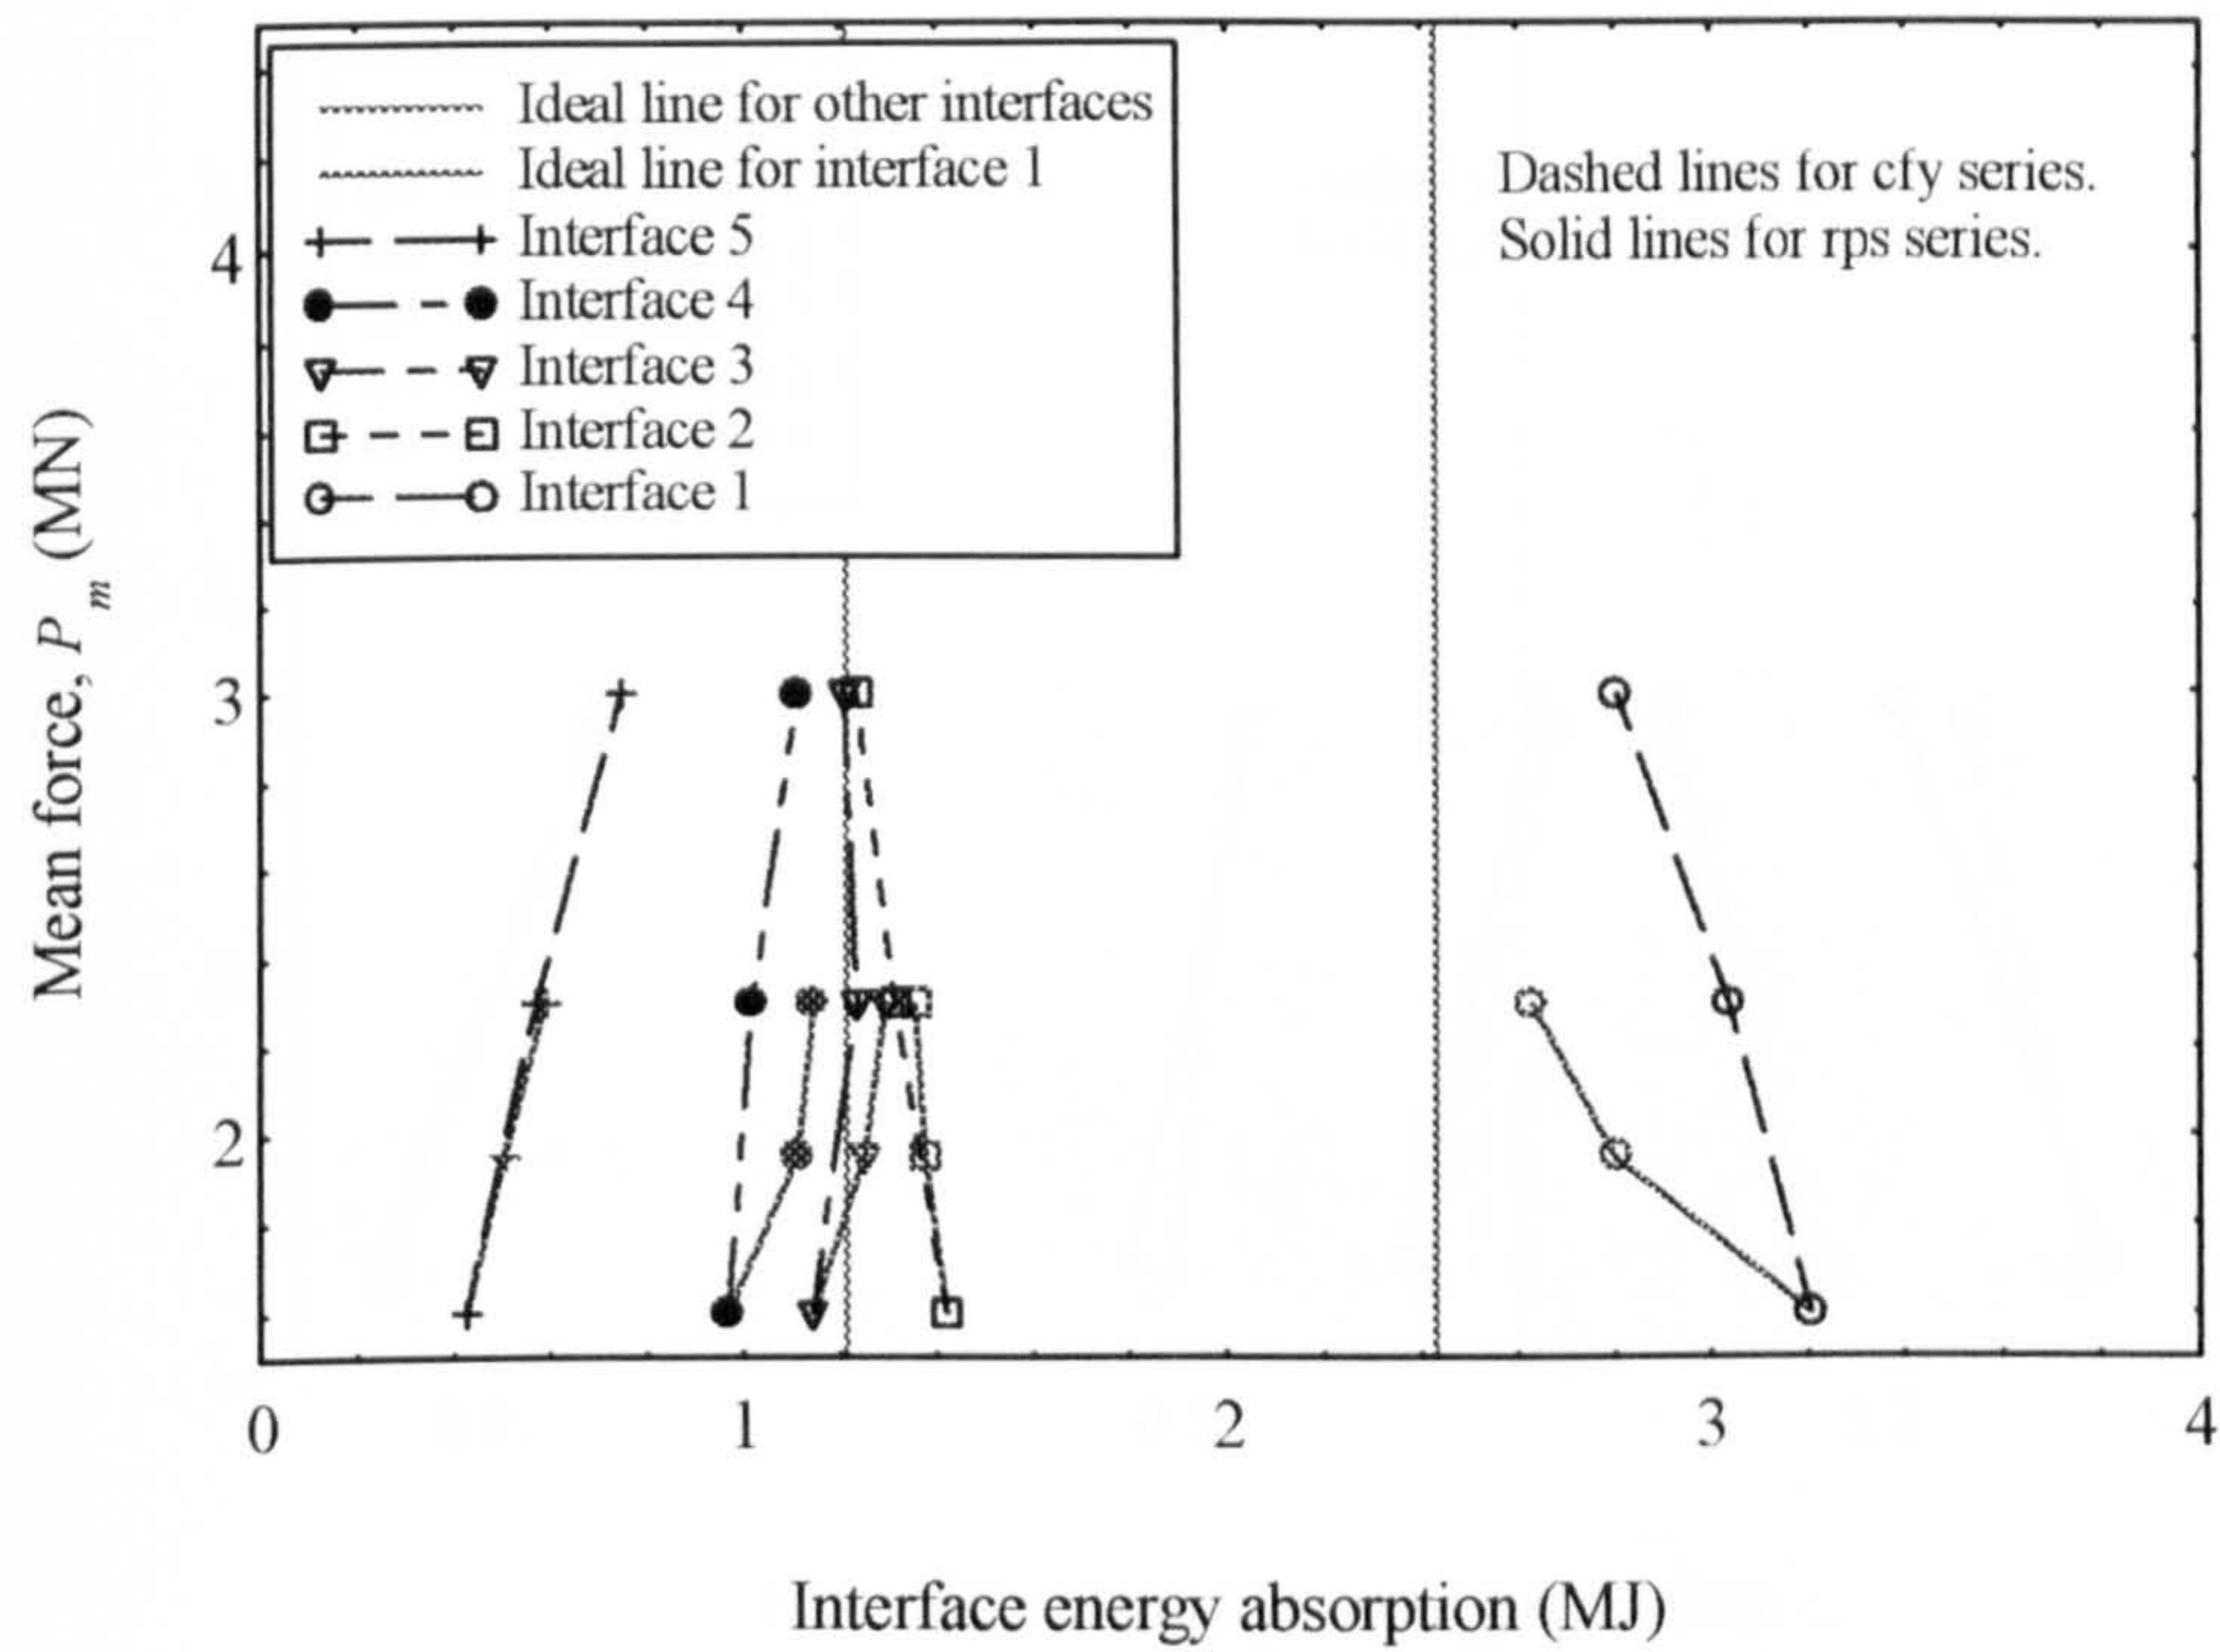 Ideal line for other interfaces
Ideal line for interface 1
Interface 5
Interface 4
Interface 3
Interface 2
Interface 1
Dashed lines for cfy series.
Solid lines for rps series.
4
3
2
Mean force, P m (MN)
0 1 2 3 4
Interface energy absorption (MJ)